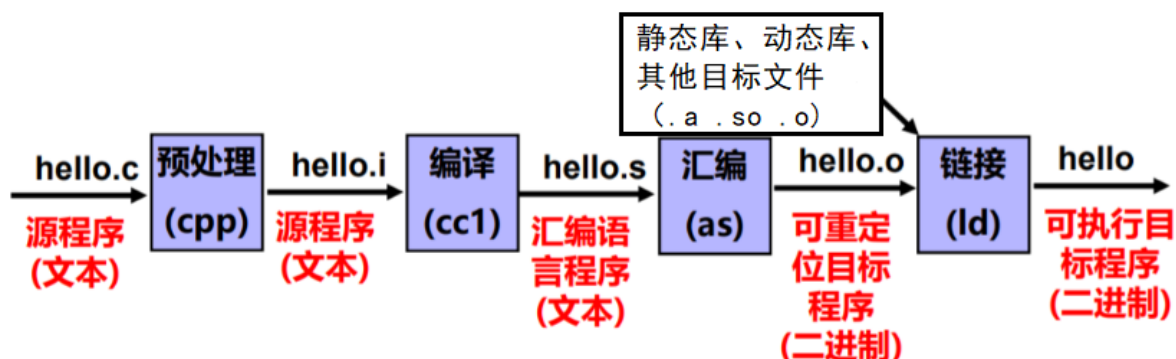 静态库、动态库、
其他目标文件
（.a .so .o）
hello.c
源程序
(文本)
预处理
(cpp)
hello.i
源程序
(文本)
编译
(cc1)
hello.s
汇编语
言程序
(文本)
汇编
(as)
hello.o
可重定
位目标
程序
(二进制)
链接
(ld)
hello
可执行目
标程序
(二进制)